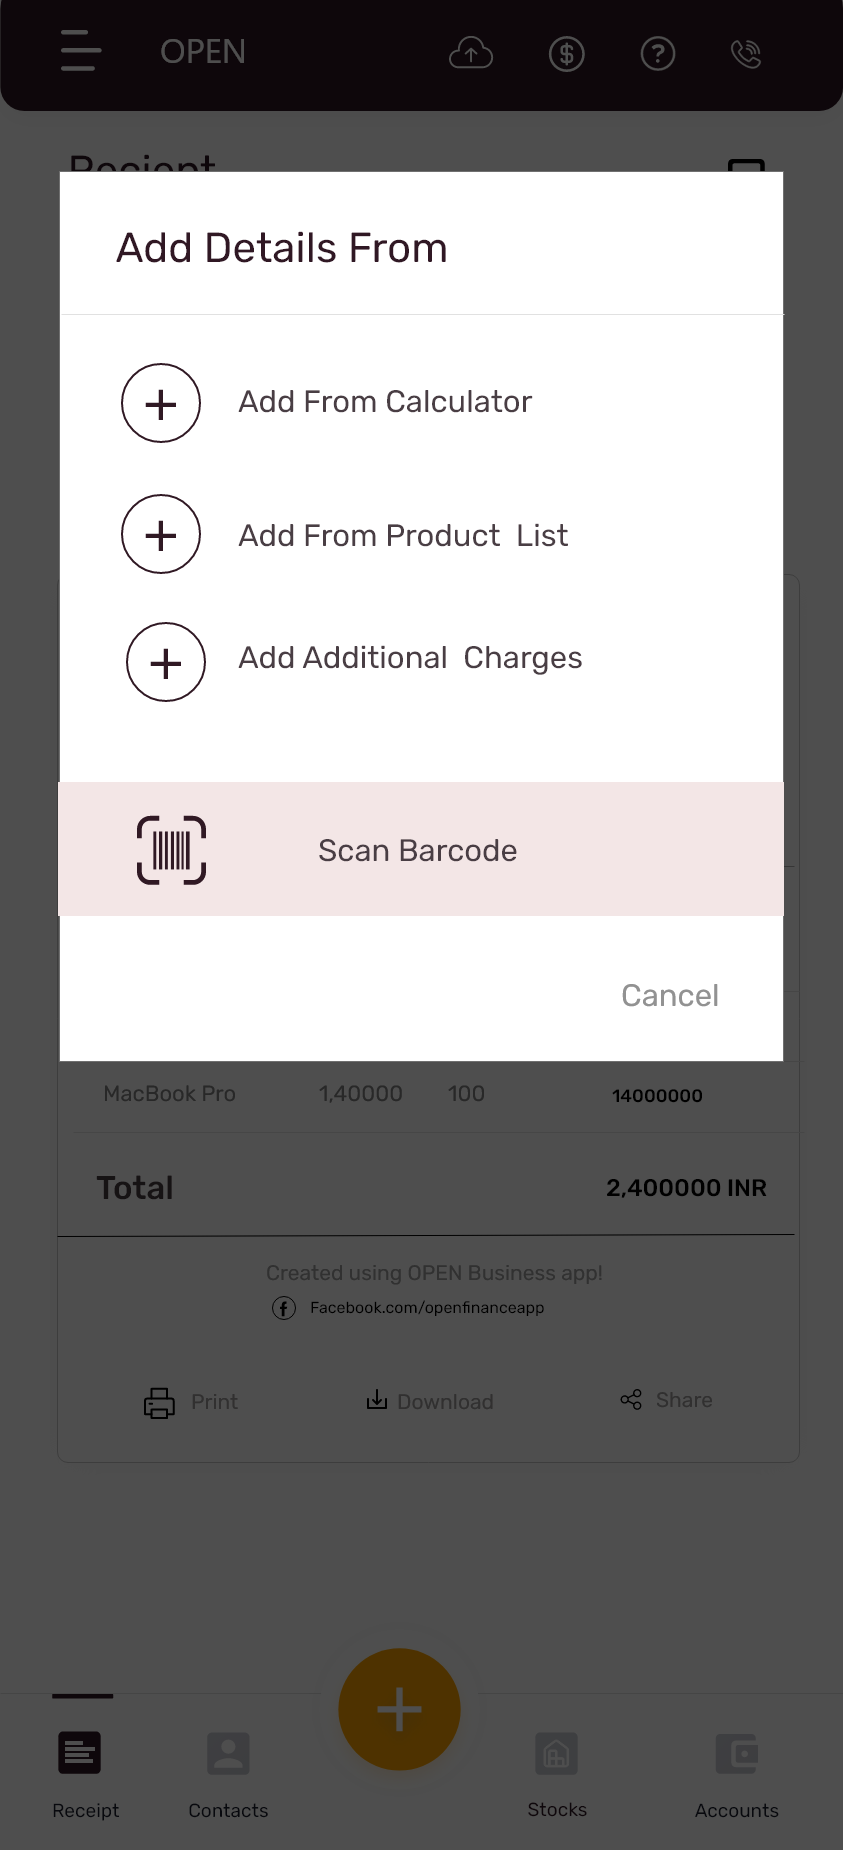 OPEN
Recient
Add Details From
Add From Calculator
Add From Product List
Add Additional Charges
Scan Barcode
Cancel
MacBook Pro 1,40000 100 14000000
Total 2,400000 INR
Created using OPEN Business app!
Facebook.com/openfinanceapp
Print Download Share
Receipt Contacts Stocks Accounts